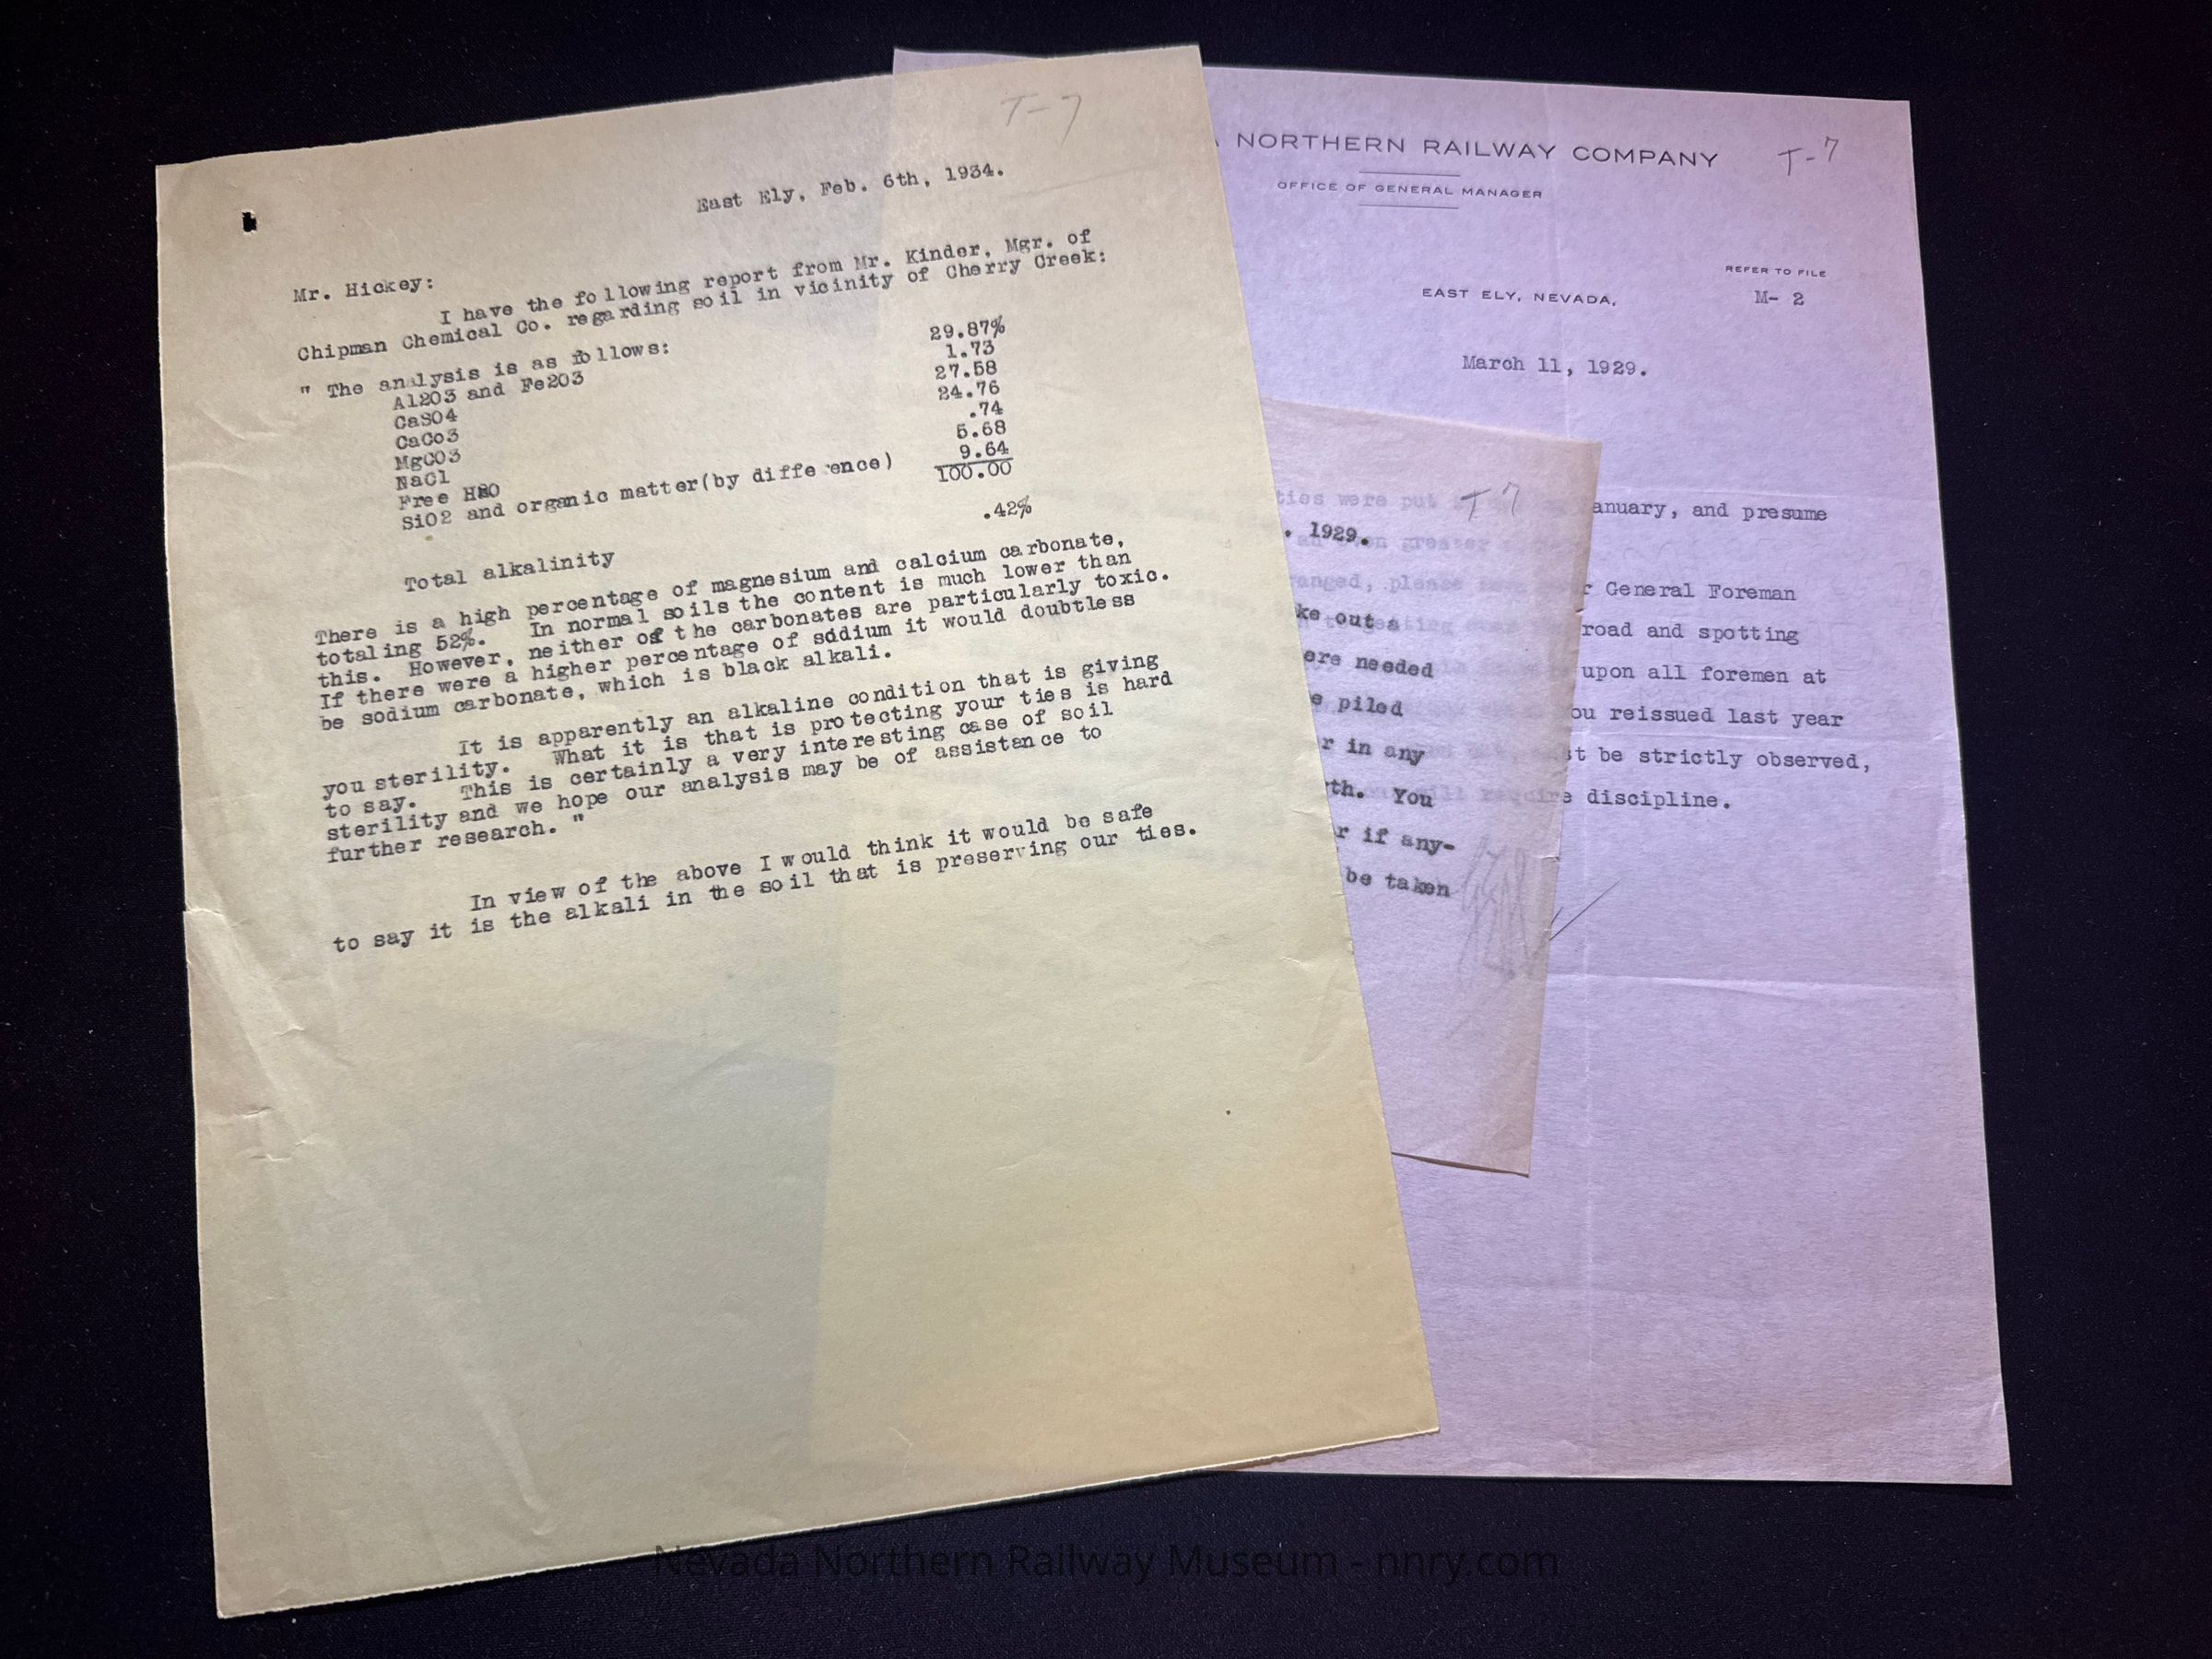 T-7
East Ely, Feb. 6th, 1934.
Mr. Hickey:
I have the following report from Mr. Kinder, Mgr. of
Chipman Chemical Co. regarding soil in vicinity of Cherry Creek:
" The analysis is as follows:
Al2O3 and Fe2O3 29.87%
CaSO4 1.73
CaCo3 27.58
MgCO3 24.76
NaCl .74
Free H2O 5.68
SiO2 and organic matter(by difference) 9.64
100.00
Total alkalinity .42%
There is a high percentage of magnesium and calcium carbonate,
totaling 52%. In normal soils the content is much lower than
this. However, neither of the carbonates are particularly toxic.
If there were a higher percentage of sodium it would doubtless
be sodium carbonate, which is black alkali.
It is apparently an alkaline condition that is giving
you sterility. What it is that is protecting your ties is hard
to say. This is certainly a very interesting case of soil
sterility and we hope our analysis may be of assistance to
further research. "
In view of the above I would think it would be safe
to say it is the alkali in the soil that is preserving our ties.
NORTHERN RAILWAY COMPANY
T-7
OFFICE OF GENERAL MANAGER
REFER TO FILE
M- 2
EAST ELY, NEVADA,
March 11, 1929.
ties were put
anuary, and presume
General Foreman
road and spotting
upon all foremen at
ou reissued last year
st be strictly observed,
discipline.
T 7
. 1929.
ke out a
ere needed
e piled
r in any
th. You
r if any-
be taken
Nevada Northern Railway Museum - nnry.com